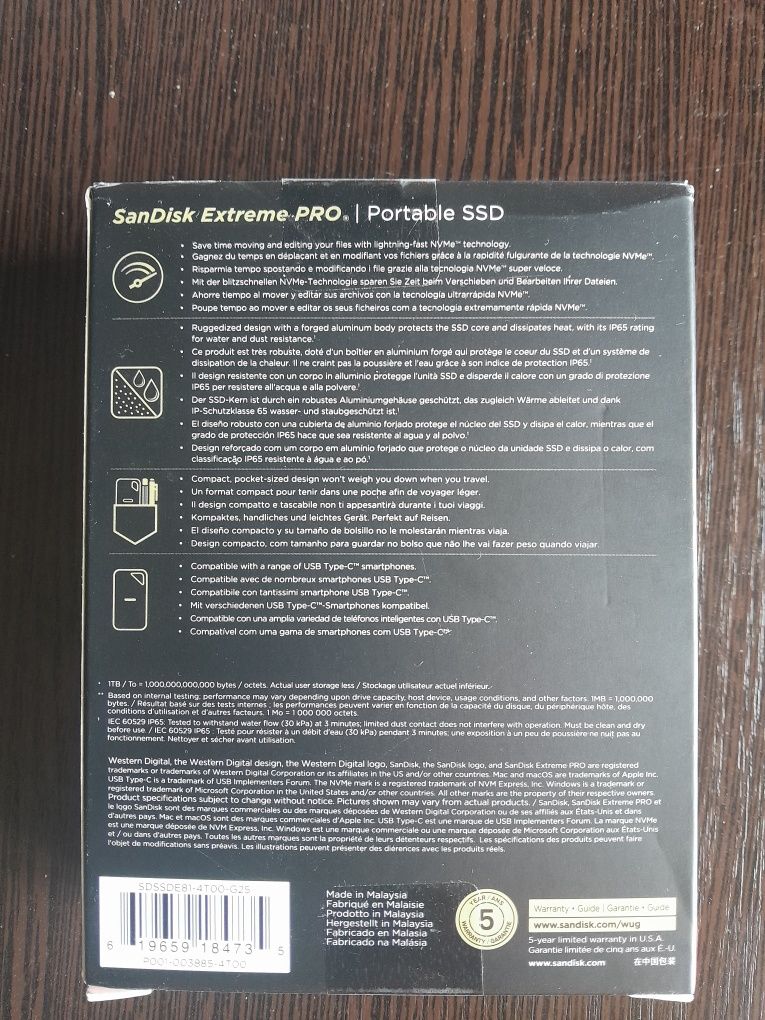 SanDisk Extreme PRO® | Portable SSD
• Save time moving and editing your files with lightning-fast NVMe™ technology.
• Gagnez du temps en déplaçant et en modifiant vos fichiers grâce à la rapidité fulgurante de la technologie NVMe™.
• Risparmia tempo spostando e modificando i file grazie alla tecnologia NVMe™ super veloce.
• Mit der blitzschnellen NVMe-Technologie sparen Sie Zeit beim Verschieben und Bearbeiten Ihrer Dateien.
• Ahorre tiempo al mover y editar sus archivos con la tecnología ultrarrápida NVMe™.
• Poupe tempo ao mover e editar os seus ficheiros com a tecnologia extremamente rápida NVMe™.
• Ruggedized design with a forged aluminum body protects the SSD core and dissipates heat, with its IP65 rating
for water and dust resistance.†
• Ce produit est très robuste, doté d'un boîtier en aluminium forgé qui protège le coeur du SSD et d'un système de
dissipation de la chaleur. Il ne craint pas la poussière et l'eau grâce à son indice de protection IP65.†
• Il design resistente con un corpo in alluminio protegge l'unità SSD e disperde il calore con un grado di protezione
IP65 per resistere all'acqua e alla polvere.†
• Der SSD-Kern ist durch ein robustes Aluminiumgehäuse geschützt, das zugleich Wärme ableitet und dank
IP-Schutzklasse 65 wasser- und staubgeschützt ist.†
• El diseño robusto con una cubierta de aluminio forjado protege el núcleo del SSD y disipa el calor, mientras que el
grado de protección IP65 hace que sea resistente al agua y al polvo.†
• Design reforçado com um corpo em alumínio forjado que protege o núcleo da unidade SSD e dissipa o calor, com
classificação IP65 resistente à água e ao pó.†
• Compact, pocket-sized design won't weigh you down when you travel.
• Un format compact pour tenir dans une poche afin de voyager léger.
• Il design compatto e tascabile non ti appesantirà durante i tuoi viaggi.
• Kompaktes, handliches und leichtes Gerät. Perfekt auf Reisen.
• El diseño compacto y su tamaño de bolsillo no le molestarán mientras viaja.
• Design compacto, com tamanho para guardar no bolso que não lhe vai fazer peso quando viajar.
• Compatible with a range of USB Type-C™ smartphones.
• Compatible avec de nombreux smartphones USB Type-C™.
• Compatibile con tantissimi smartphone USB Type-C™.
• Mit verschiedenen USB Type-C™-Smartphones kompatibel.
• Compatible con una amplia variedad de teléfonos inteligentes con USB Type-C™.
• Compatível com uma gama de smartphones com USB Type-C™.
* 1TB / To = 1,000,000,000,000 bytes / octets. Actual user storage less / Stockage utilisateur actuel inférieur.
** Based on internal testing; performance may vary depending upon drive capacity, host device, usage conditions, and other factors. 1MB = 1,000,000
bytes. / Résultat basé sur des tests internes ; les performances peuvent varier en fonction de la capacité du disque, du périphérique hôte, des
conditions d'utilisation et d'autres facteurs. 1 Mo = 1 000 000 octets.
† IEC 60529 IP65: Tested to withstand water flow (30 kPa) at 3 minutes; limited dust contact does not interfere with operation. Must be clean and dry
before use. / IEC 60529 IP65 : Testé pour résister à un débit d'eau (30 kPa) pendant 3 minutes; une exposition à un peu de poussière ne nuit pas au
fonctionnement. Nettoyer et sécher avant utilisation.
Western Digital, the Western Digital design, the Western Digital logo, SanDisk, the SanDisk logo, and SanDisk Extreme PRO are registered
trademarks or trademarks of Western Digital Corporation or its affiliates in the US and/or other countries. Mac and macOS are trademarks of Apple Inc.
USB Type-C is a trademark of USB Implementers Forum. The NVMe mark is a registered trademark of NVM Express, Inc. Windows is a trademark or
registered trademark of Microsoft Corporation in the United States and/or other countries. All other marks are the property of their respective owners.
Product specifications subject to change without notice. Pictures shown may vary from actual products. / SanDisk, SanDisk Extreme PRO et
le logo SanDisk sont des marques commerciales ou des marques déposées de Western Digital Corporation ou de ses affiliés aux États-Unis et dans
d'autres pays. Mac et macOS sont des marques commerciales d'Apple Inc. USB Type-C est une marque de USB Implementers Forum. La marque NVMe
est une marque déposée de NVM Express, Inc. Windows est une marque commerciale ou une marque déposée de Microsoft Corporation aux États-Unis
et / ou dans d'autres pays. Toutes les autres marques sont la propriété de leurs détenteurs respectifs. Les spécifications du produit peuvent faire
l'objet de modifications sans préavis. Les illustrations peuvent présenter des diérences avec les produits réels.
SDSSDE81-4T00-G25
6 19659 18473 5
P001-003885-4T00
Made in Malaysia
Fabriqué en Malaisie
Prodotto in Malaysia
Hergestellt in Malaysia
Fabricado en Malasia
Fabricado na Malásia
YEAR / ANS
5
WARRANTY / GARANTIE
Warranty • Guide | Garantie • Guide
www.sandisk.com/wug
5-year limited warranty in U.S.A.
Garantie limitée de cinq ans aux É.-U.
www.sandisk.com 在中国包装